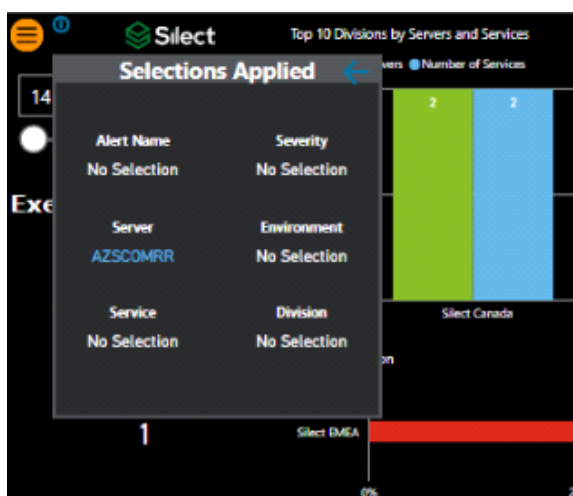 Silect
Top 10 Divisions by Servers and Services
Selections Applied
vers Number of Services
14
2 2
Alert Name Severity
No Selection No Selection
Exe
Server Environment
AZSCOMRR No Selection
Service Division
Silect Canada
No Selection No Selection
on
1
Silect EMEA
0%